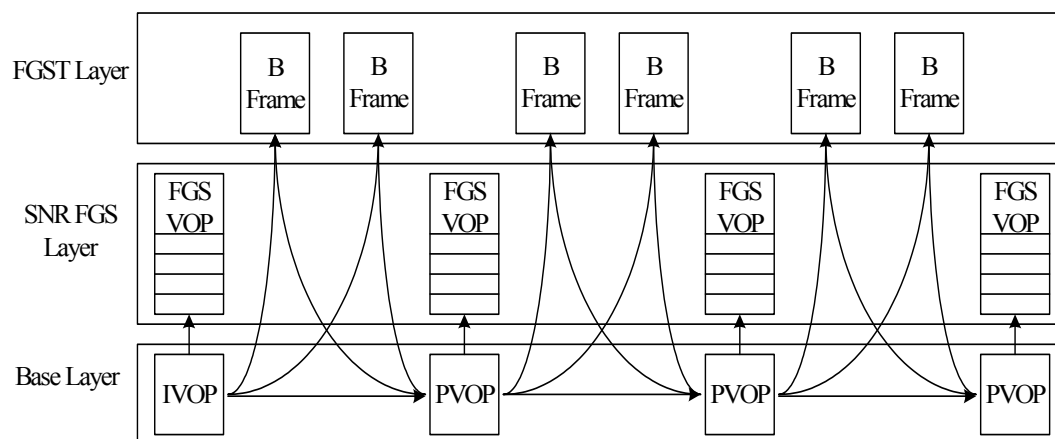 FGST Layer
B
Frame
B
Frame
B
Frame
B
Frame
B
Frame
B
Frame
SNR FGS
Layer
FGS
VOP
FGS
VOP
FGS
VOP
FGS
VOP
Base Layer
IVOP
PVOP
PVOP
PVOP